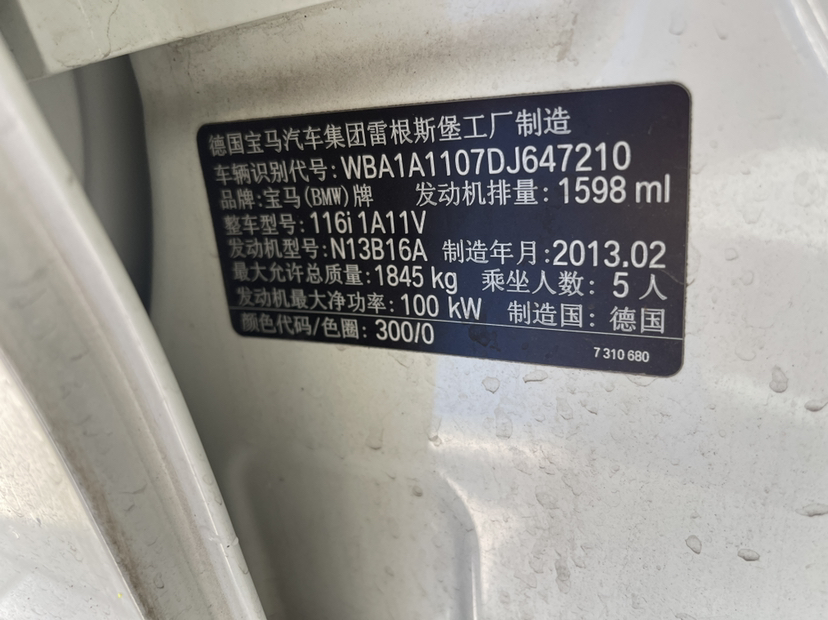 德国宝马汽车集团雷根斯堡工厂制造
车辆识别代号: WBA1A1107DJ647210
品牌: 宝马(BMW)牌 发动机排量: 1598 ml
整车型号: 116i 1A11V
发动机型号: N13B16A 制造年月: 2013.02
最大允许总质量: 1845 kg 乘坐人数: 5 人
发动机最大净功率: 100 kW 制造国: 德国
颜色代码/色圈: 300/0
7 310 680